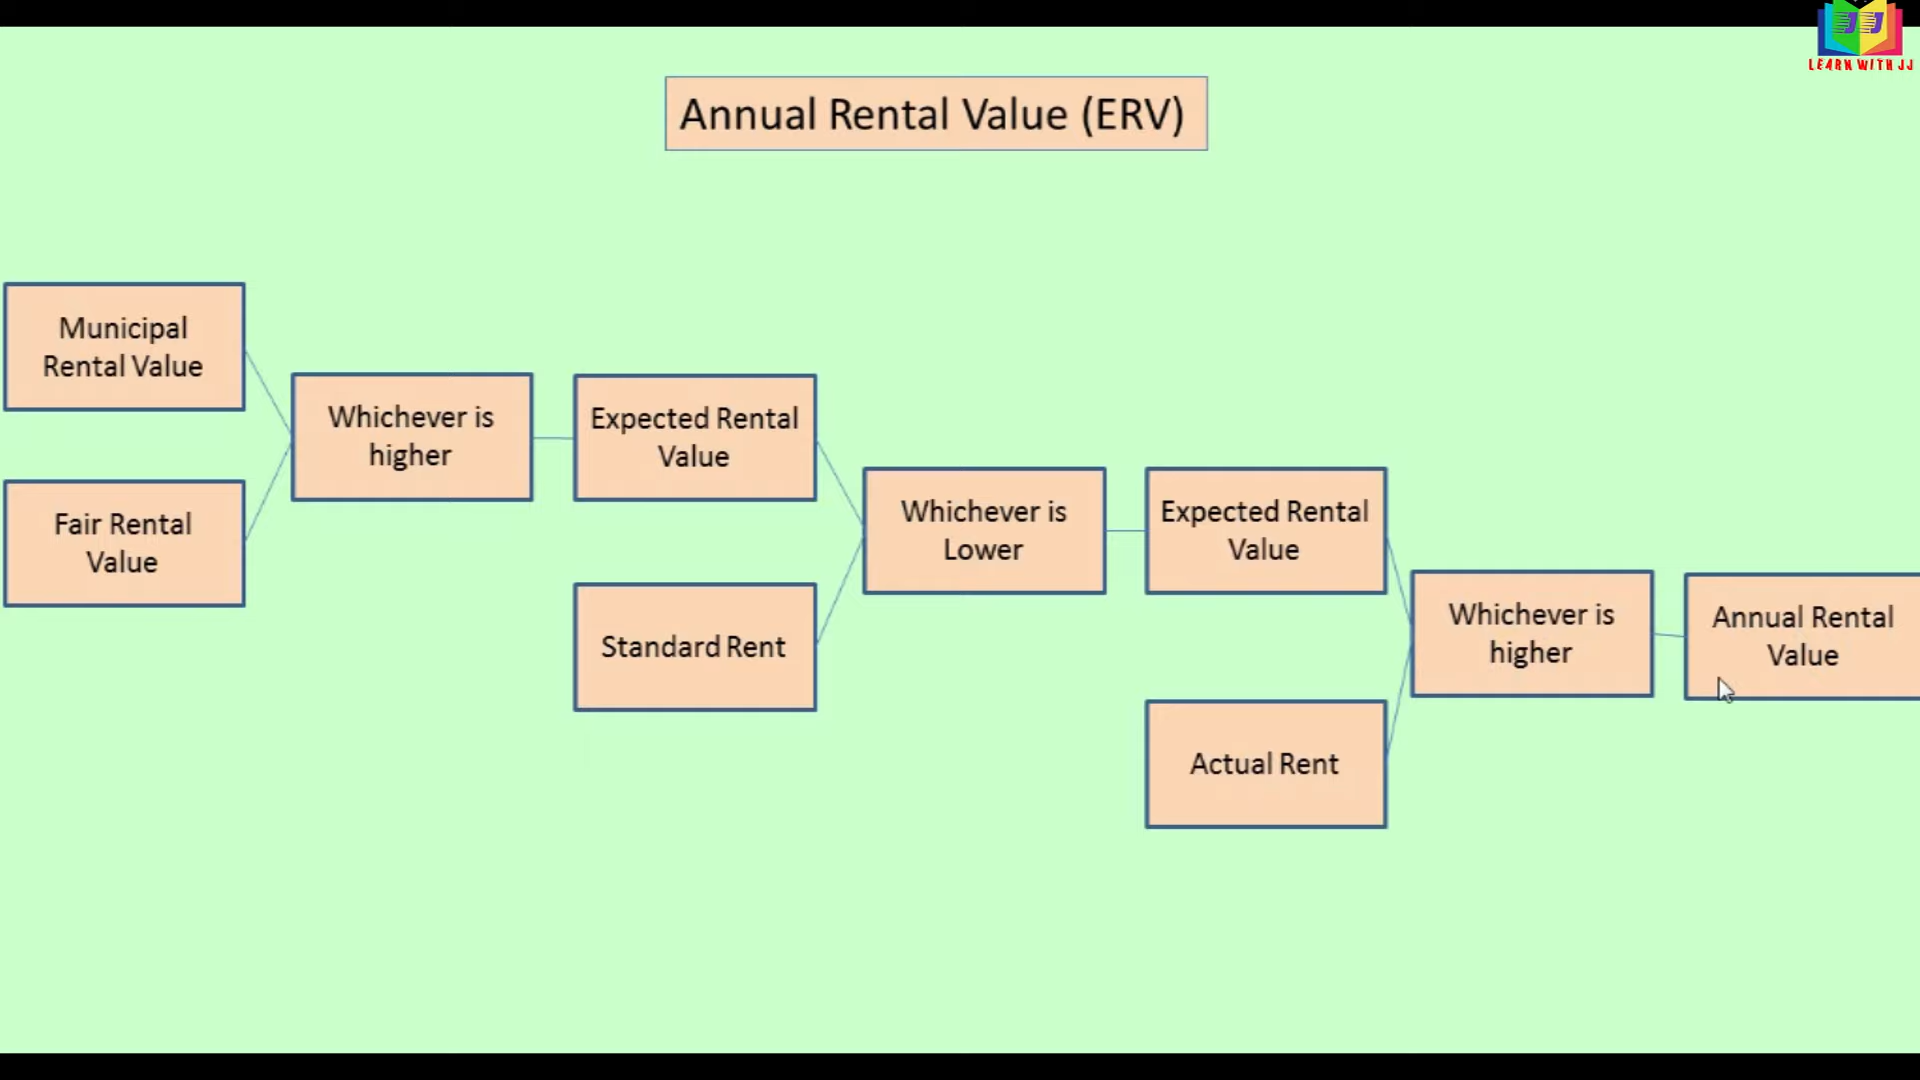 JJ
LEARN WITH JJ
Annual Rental Value (ERV)
Municipal
Rental Value
Fair Rental
Value
Whichever is
higher
Expected Rental
Value
Standard Rent
Whichever is
Lower
Expected Rental
Value
Actual Rent
Whichever is
higher
Annual Rental
Value